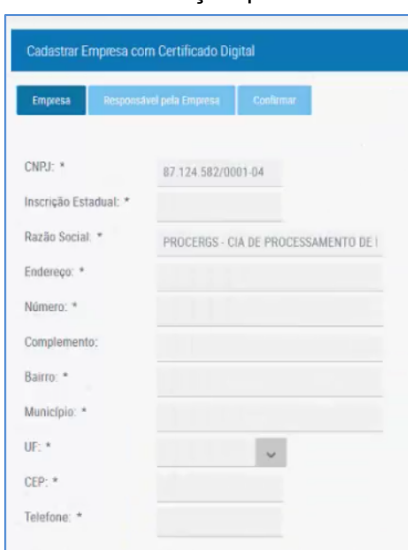 Cadastrar Empresa com Certificado Digital
Empresa Responsável pela Empresa Confirmar
CNPJ: * 87.124.582/0001-04
Inscrição Estadual: *
Razão Social: * PROCERGS - CIA DE PROCESSAMENTO DE
Endereço: *
Número: *
Complemento:
Bairro: *
Município: *
UF: *
CEP: *
Telefone: *